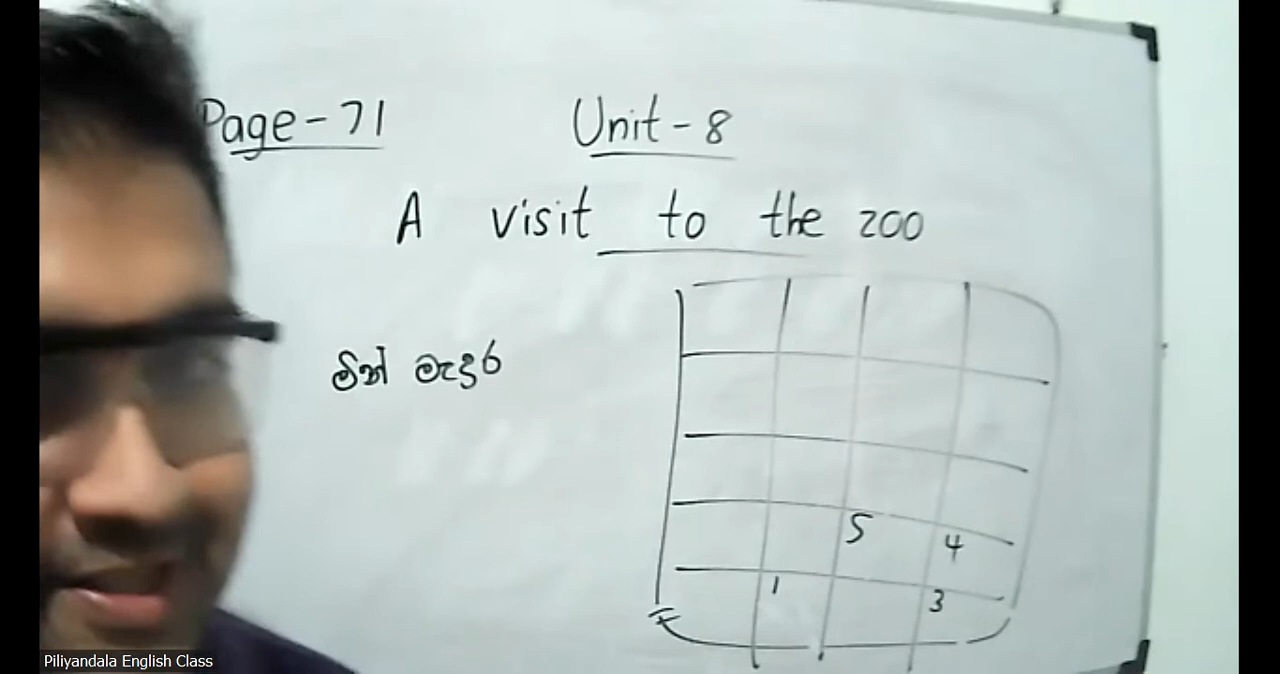 Page-71
Unit-8
A visit to the zoo
මින් මැදුර
5
4
1
3
Piliyandala English Class